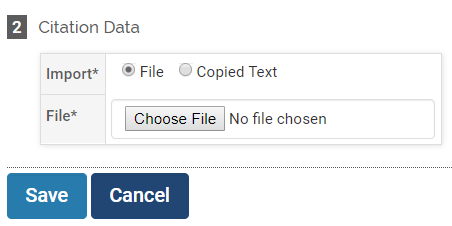 2 Citation Data
Import* File Copied Text
File* Choose File No file chosen
Save Cancel